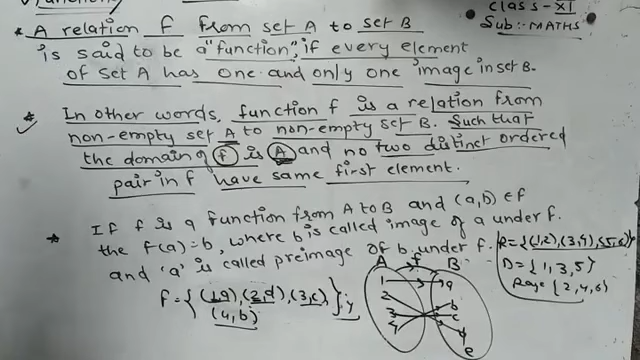 Function
class-XI
Sub:- MATHS
* A relation f from set A to set B
is said to be a "function", if every element
of set A has one and only one image in set B.
* In other words, function f is a relation from
non-empty set A to non-empty set B. Such that
the domain of f is A and no two distinct ordered
pair in f have same first element.
* If f is a function from A to B and (a,b) ∈ f
the f(a)=b, where b is called image of a under f.
and 'a' is called preimage of b under f.
f = {(1,a), (2,d), (3,c),
(4,b)}
A f B
1 a
2 b
3 c
4 d
e
R = {(1,2), (3,4), (5,6)}
D = {1,3,5}
Rage {2,4,6}